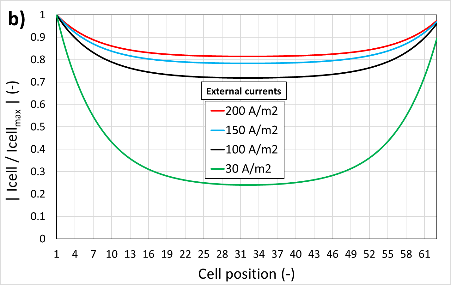 b)
| Icell / Icellmax | (-)
1
0.9
0.8
0.7
0.6
0.5
0.4
0.3
0.2
0.1
0
External currents
200 A/m2
150 A/m2
100 A/m2
30 A/m2
1 4 7 10 13 16 19 22 25 28 31 34 37 40 43 46 49 52 55 58 61
Cell position (-)